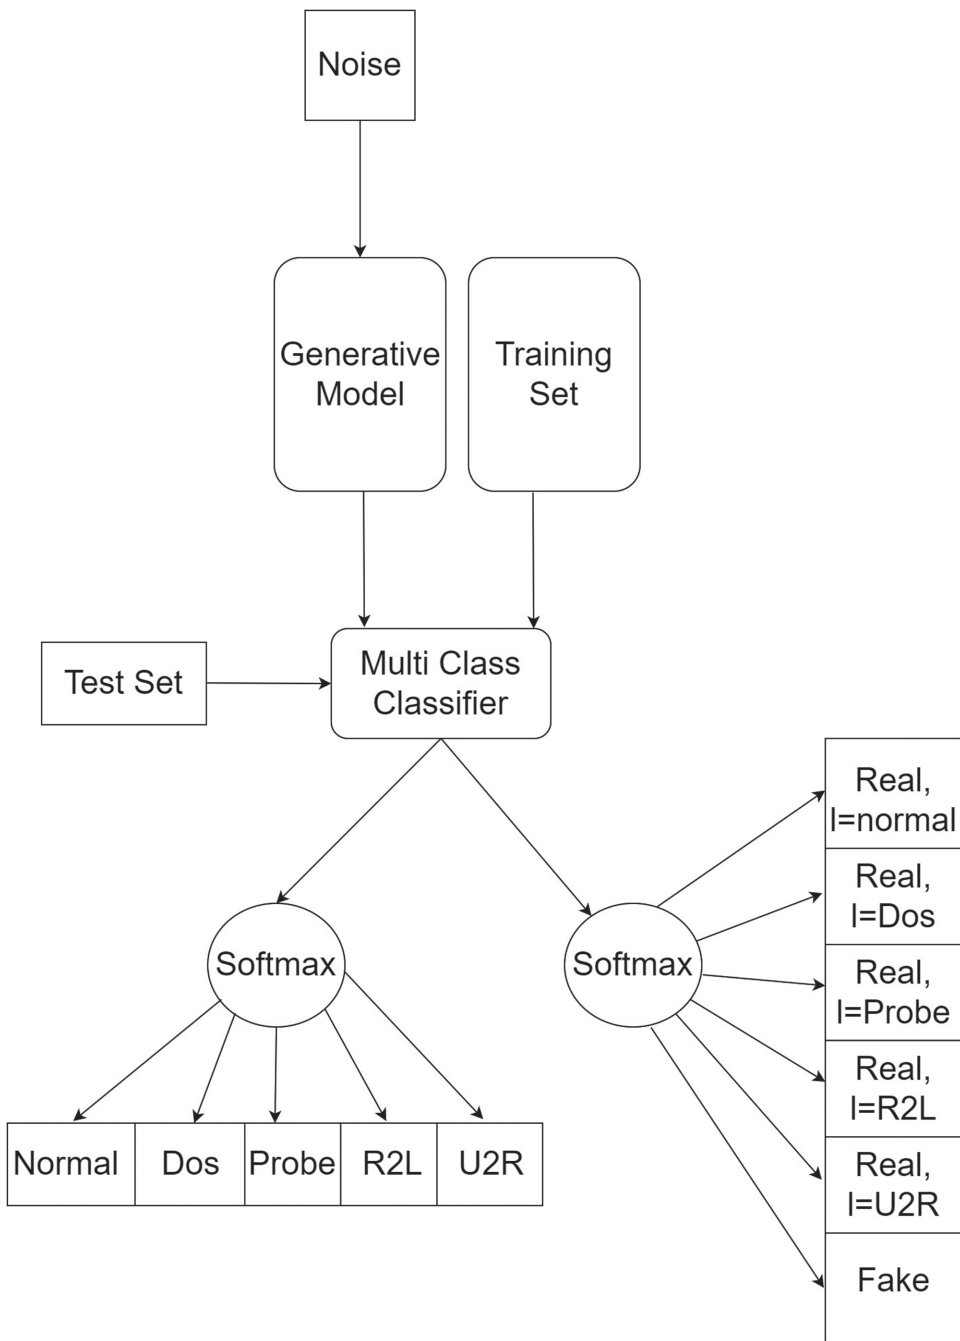 Noise
Generative
Model
Training
Set
Test Set
Multi Class
Classifier
Softmax
Softmax
Normal
Dos
Probe
R2L
U2R
Real,
l=normal
Real,
l=Dos
Real,
l=Probe
Real,
l=R2L
Real,
l=U2R
Fake